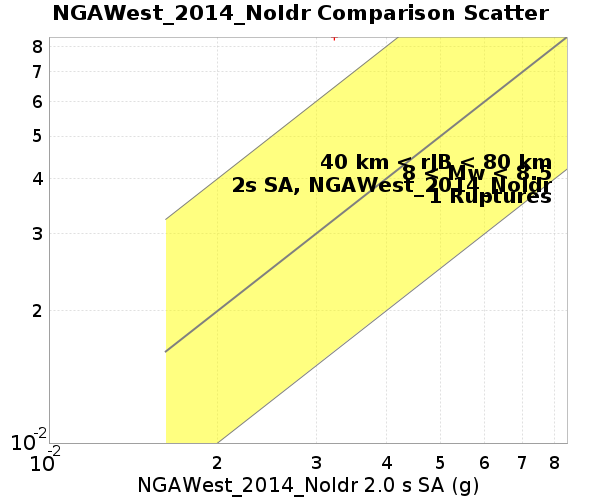 NGAWest_2014_NoIdr Comparison Scatter
8
7
6
5
4
3
2
10^-2
40 km < rJB < 80 km
8 < Mw < 8.5
2s SA, NGAWest_2014_NoIdr
1 Ruptures
10^-2 2 3 4 5 6 7 8
NGAWest_2014_NoIdr 2.0 s SA (g)